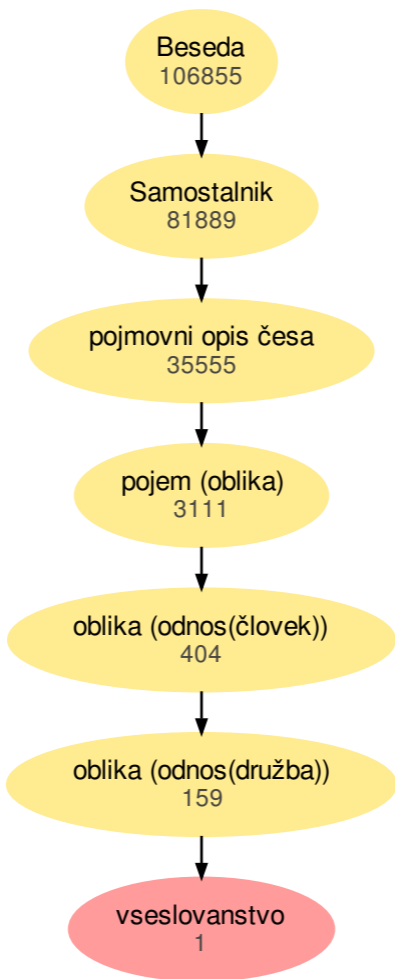 Beseda
106855
Samostalnik
81889
pojmovni opis česa
35555
pojem (oblika)
3111
oblika (odnos(človek))
404
oblika (odnos(družba))
159
vseslovanstvo
1